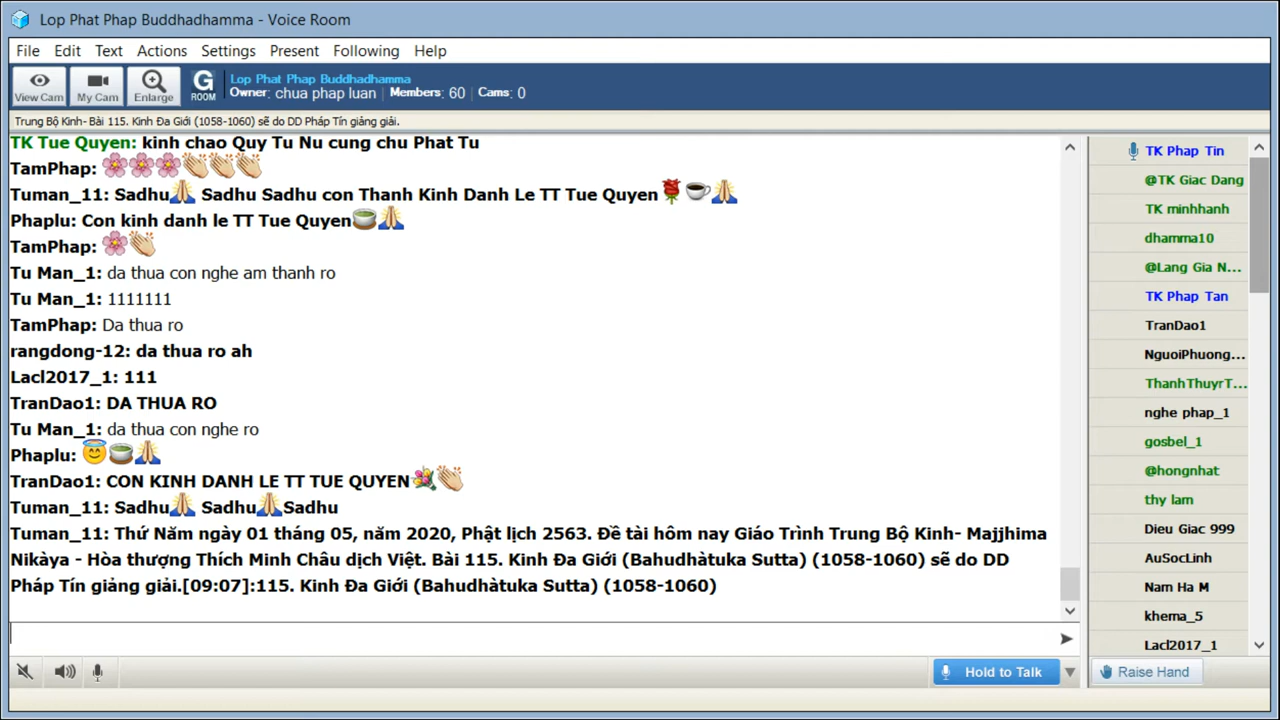 Lop Phat Phap Buddhadhamma - Voice Room
File Edit Text Actions Settings Present Following Help
View Cam My Cam Enlarge G ROOM
Lop Phat Phap Buddhadhamma
Owner: chua phap luan | Members: 60 | Cams: 0
Trung Bộ Kinh- Bài 115. Kinh Đa Giới (1058-1060) sẽ do DD Pháp Tín giảng giải.
TK Tue Quyen: kinh chao Quy Tu Nu cung chu Phat Tu
TamPhap: 🌸🌸🌸👏👏👏
Tuman_11: Sadhu🙏 Sadhu Sadhu con Thanh Kinh Danh Le TT Tue Quyen🌹☕🙏
Phaplu: Con kinh danh le TT Tue Quyen🍵🙏
TamPhap: 🌸👏
Tu Man_1: da thua con nghe am thanh ro
Tu Man_1: 1111111
TamPhap: Da thua ro
rangdong-12: da thua ro ah
Lacl2017_1: 111
TranDao1: DA THUA RO
Tu Man_1: da thua con nghe ro
Phaplu: 😇🍵🙏
TranDao1: CON KINH DANH LE TT TUE QUYEN💐👏
Tuman_11: Sadhu🙏 Sadhu🙏Sadhu
Tuman_11: Thứ Năm ngày 01 tháng 05, năm 2020, Phật lịch 2563. Đề tài hôm nay Giáo Trình Trung Bộ Kinh- Majjhima
Nikàya - Hòa thượng Thích Minh Châu dịch Việt. Bài 115. Kinh Đa Giới (Bahudhàtuka Sutta) (1058-1060) sẽ do DD
Pháp Tín giảng giải.[09:07]:115. Kinh Đa Giới (Bahudhàtuka Sutta) (1058-1060)
TK Phap Tin
@TK Giac Dang
TK minhhanh
dhamma10
@Lang Gia N...
TK Phap Tan
TranDao1
NguoiPhuong...
ThanhThuyrT...
nghe phap_1
gosbel_1
@hongnhat
thy lam
Dieu Giac 999
AuSocLinh
Nam Ha M
khema_5
Lacl2017_1
Hold to Talk
Raise Hand